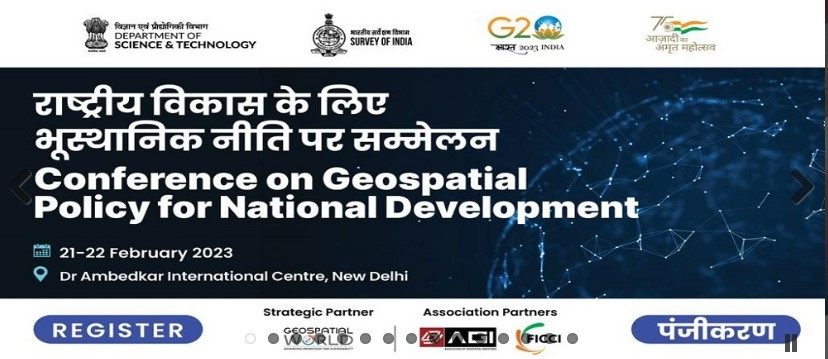 विज्ञान एवं प्रौद्योगिकी विभाग
DEPARTMENT OF
SCIENCE & TECHNOLOGY
भारतीय सर्वेक्षण विभाग
SURVEY OF INDIA
G20
भारत 2023 INDIA
75
आज़ादी का
अमृत महोत्सव
राष्ट्रीय विकास के लिए
भूस्थानिक नीति पर सम्मेलन
Conference on Geospatial
Policy for National Development
21-22 February 2023
Dr Ambedkar International Centre, New Delhi
REGISTER
Strategic Partner
GEOSPATIAL
WORLD
Association Partners
AGI
FICCI
पंजीकरण